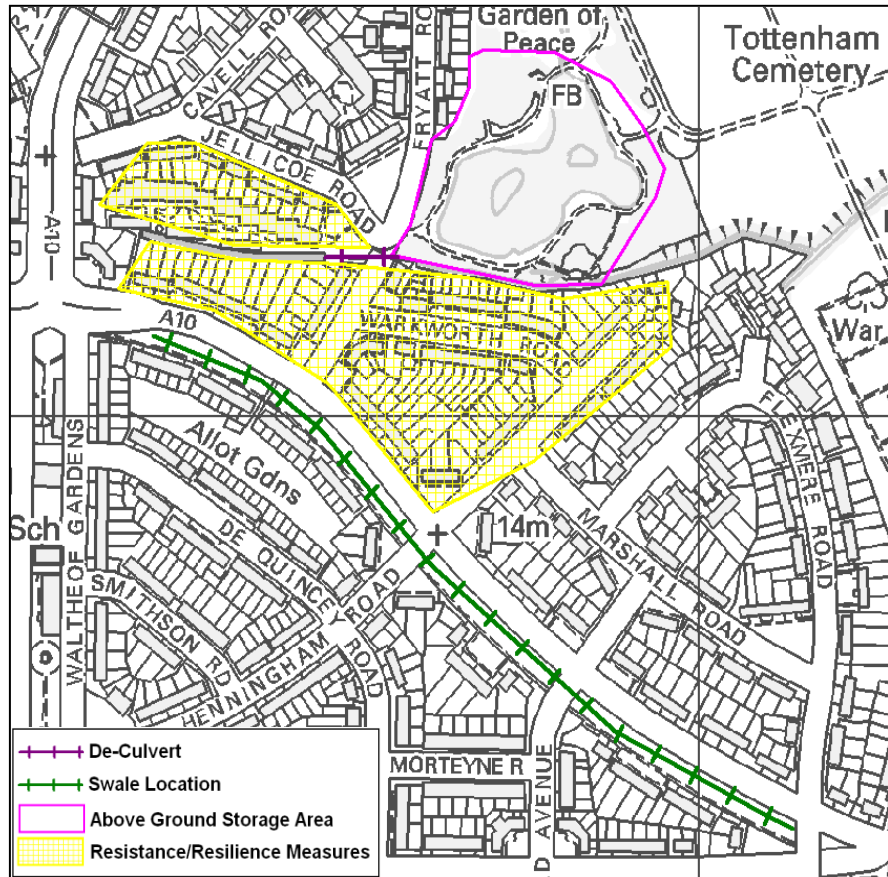 Garden of
Peace
Tottenham
Cemetery
FB
CAVELL RO
PRATT RO
JELLICOE ROAD
A10
A10
WARKWORTH
War
Allot Gdns
WALTHEOF GARDENS
Sch
14m
DE QUINCEY ROAD
SMITHSON RD
HENNINGHAM ROAD
MARSHALL ROAD
FLEXMERE ROAD
MORTEYNE R
D AVENUE
De-Culvert
Swale Location
Above Ground Storage Area
Resistance/Resilience Measures